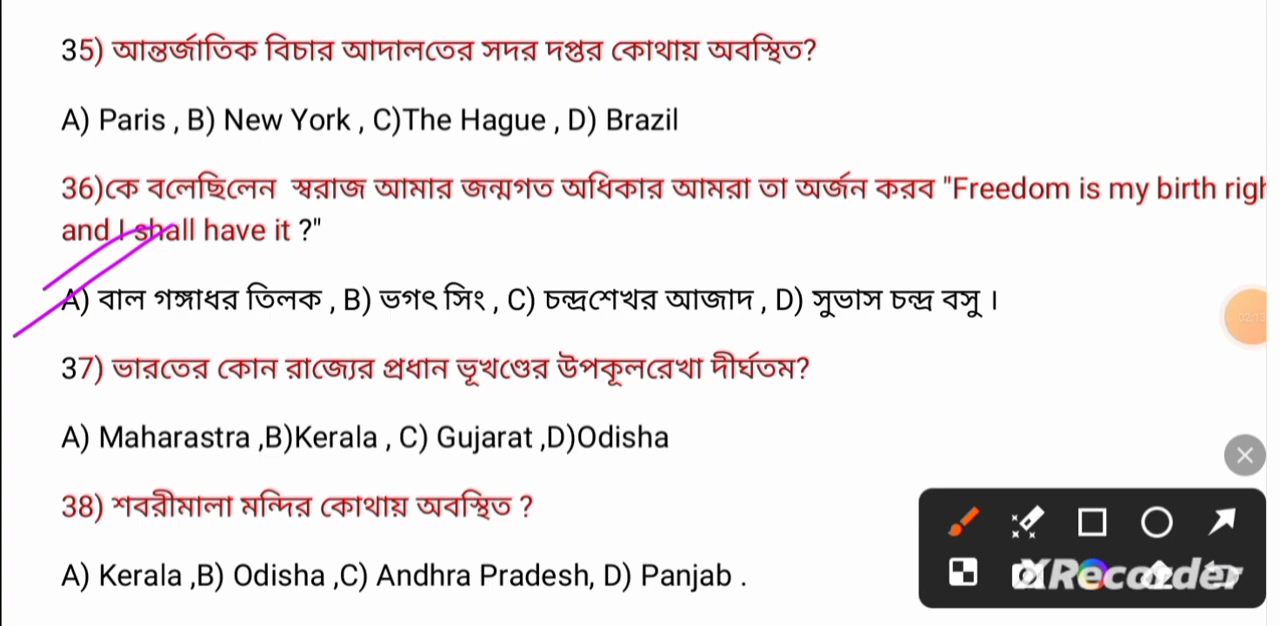 35) আন্তর্জাতিক বিচার আদালতের সদর দপ্তর কোথায় অবস্থিত?
A) Paris , B) New York , C)The Hague , D) Brazil
36)কে বলেছিলেন স্বরাজ আমার জন্মগত অধিকার আমরা তা অর্জন করব "Freedom is my birth righ
and I shall have it ?"
A) বাল গঙ্গাধর তিলক , B) ভগৎ সিং , C) চন্দ্রশেখর আজাদ , D) সুভাস চন্দ্র বসু ।
37) ভারতের কোন রাজ্যের প্রধান ভূখণ্ডের উপকূলরেখা দীর্ঘতম?
A) Maharastra ,B)Kerala , C) Gujarat ,D)Odisha
38) শবরীমালা মন্দির কোথায় অবস্থিত ?
A) Kerala ,B) Odisha ,C) Andhra Pradesh, D) Panjab .
XRecorder